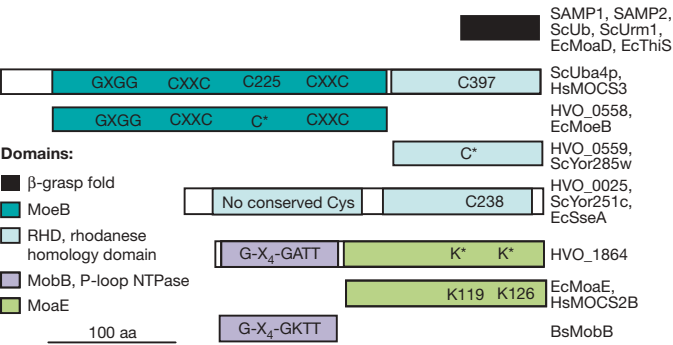 SAMP1, SAMP2,
ScUb, ScUrm1,
EcMoaD, EcThiS
GXGG CXXC C225 CXXC C397
ScUba4p,
HsMOCS3
GXGG CXXC C* CXXC
HVO_0558,
EcMoeB
Domains:
C*
HVO_0559,
ScYor285w
β-grasp fold
MoeB
No conserved Cys C238
HVO_0025,
ScYor251c,
EcSseA
RHD, rhodanese
homology domain
G-X₄-GATT K* K*
HVO_1864
MobB, P-loop NTPase
MoaE
K119 K126
EcMoaE,
HsMOCS2B
100 aa
G-X₄-GKTT
BsMobB